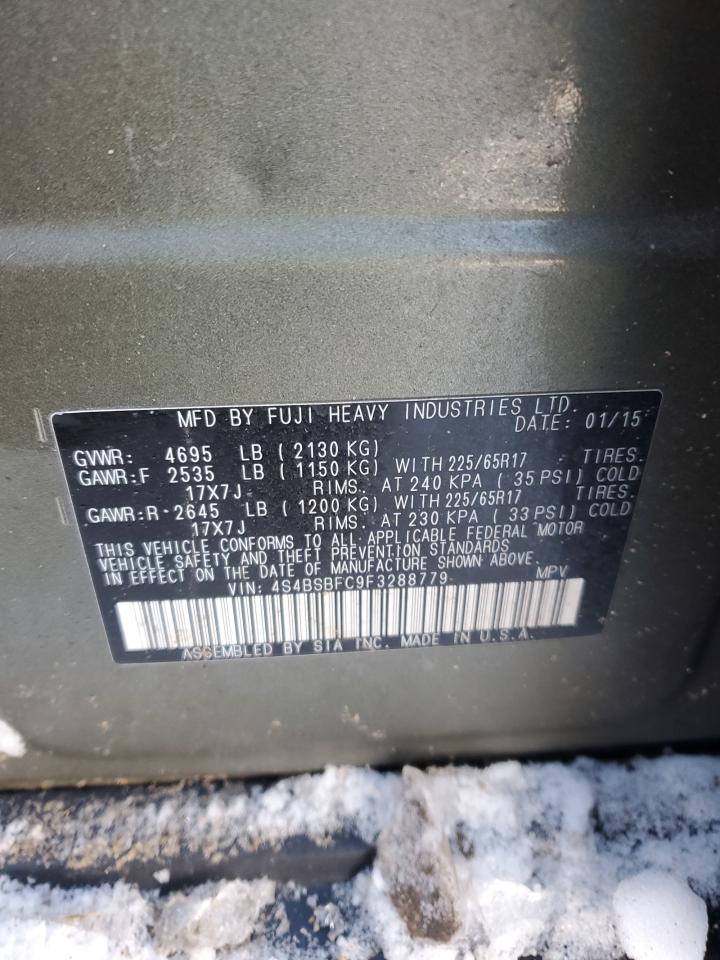 MFD BY FUJI HEAVY INDUSTRIES LTD.
DATE: 01/15
GVWR: 4695 LB ( 2130 KG)
GAWR:F 2535 LB ( 1150 KG) WITH 225/65R17 TIRES.
17X7J RIMS. AT 240 KPA ( 35 PSI) COLD
GAWR:R 2645 LB ( 1200 KG) WITH 225/65R17 TIRES.
17X7J RIMS. AT 230 KPA ( 33 PSI) COLD
THIS VEHICLE CONFORMS TO ALL APPLICABLE FEDERAL MOTOR
VEHICLE SAFETY AND THEFT PREVENTION STANDARDS
IN EFFECT ON THE DATE OF MANUFACTURE SHOWN ABOVE.
VIN: 4S4BSBFC9F3288779 MPV
ASSEMBLED BY SIA INC. MADE IN U.S.A.